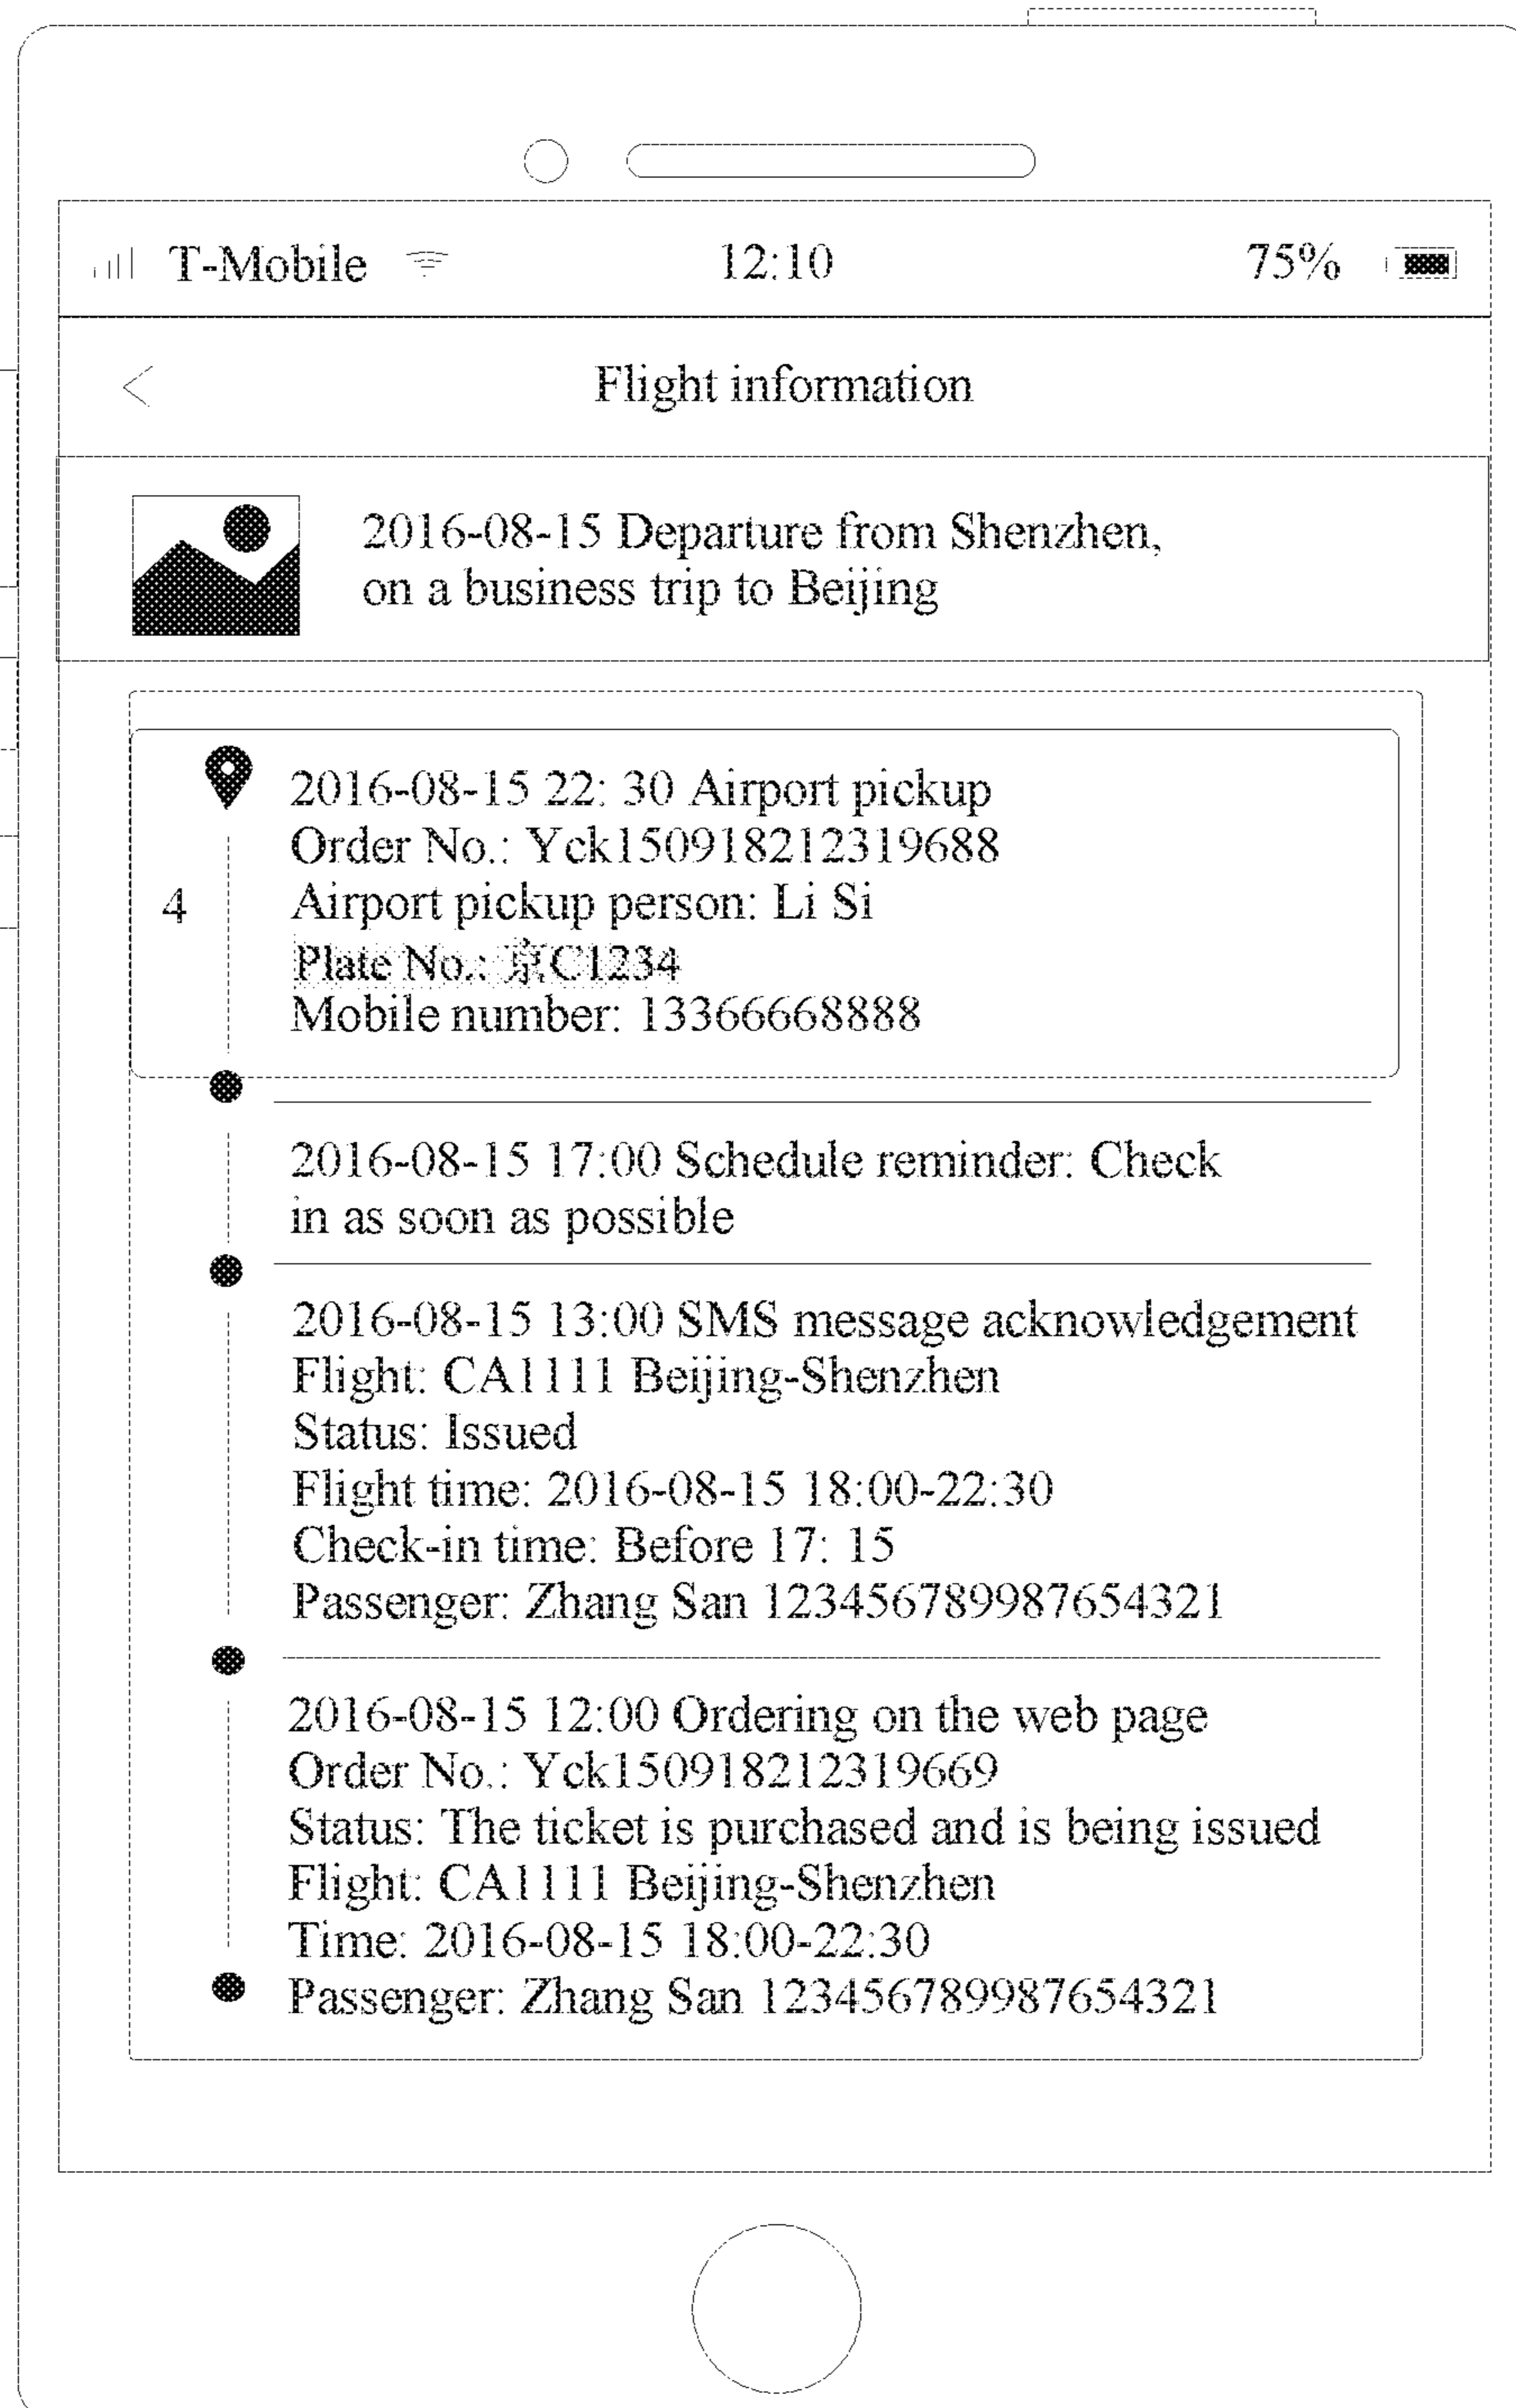 T-Mobile 12:10 75%
< Flight information
2016-08-15 Departure from Shenzhen,
on a business trip to Beijing
2016-08-15 22: 30 Airport pickup
Order No.: Yck150918212319688
4 Airport pickup person: Li Si
Plate No.: 京C1234
Mobile number: 13366668888
2016-08-15 17:00 Schedule reminder: Check
in as soon as possible
2016-08-15 13:00 SMS message acknowledgement
Flight: CA1111 Beijing-Shenzhen
Status: Issued
Flight time: 2016-08-15 18:00-22:30
Check-in time: Before 17: 15
Passenger: Zhang San 123456789987654321
2016-08-15 12:00 Ordering on the web page
Order No.: Yck150918212319669
Status: The ticket is purchased and is being issued
Flight: CA1111 Beijing-Shenzhen
Time: 2016-08-15 18:00-22:30
Passenger: Zhang San 123456789987654321